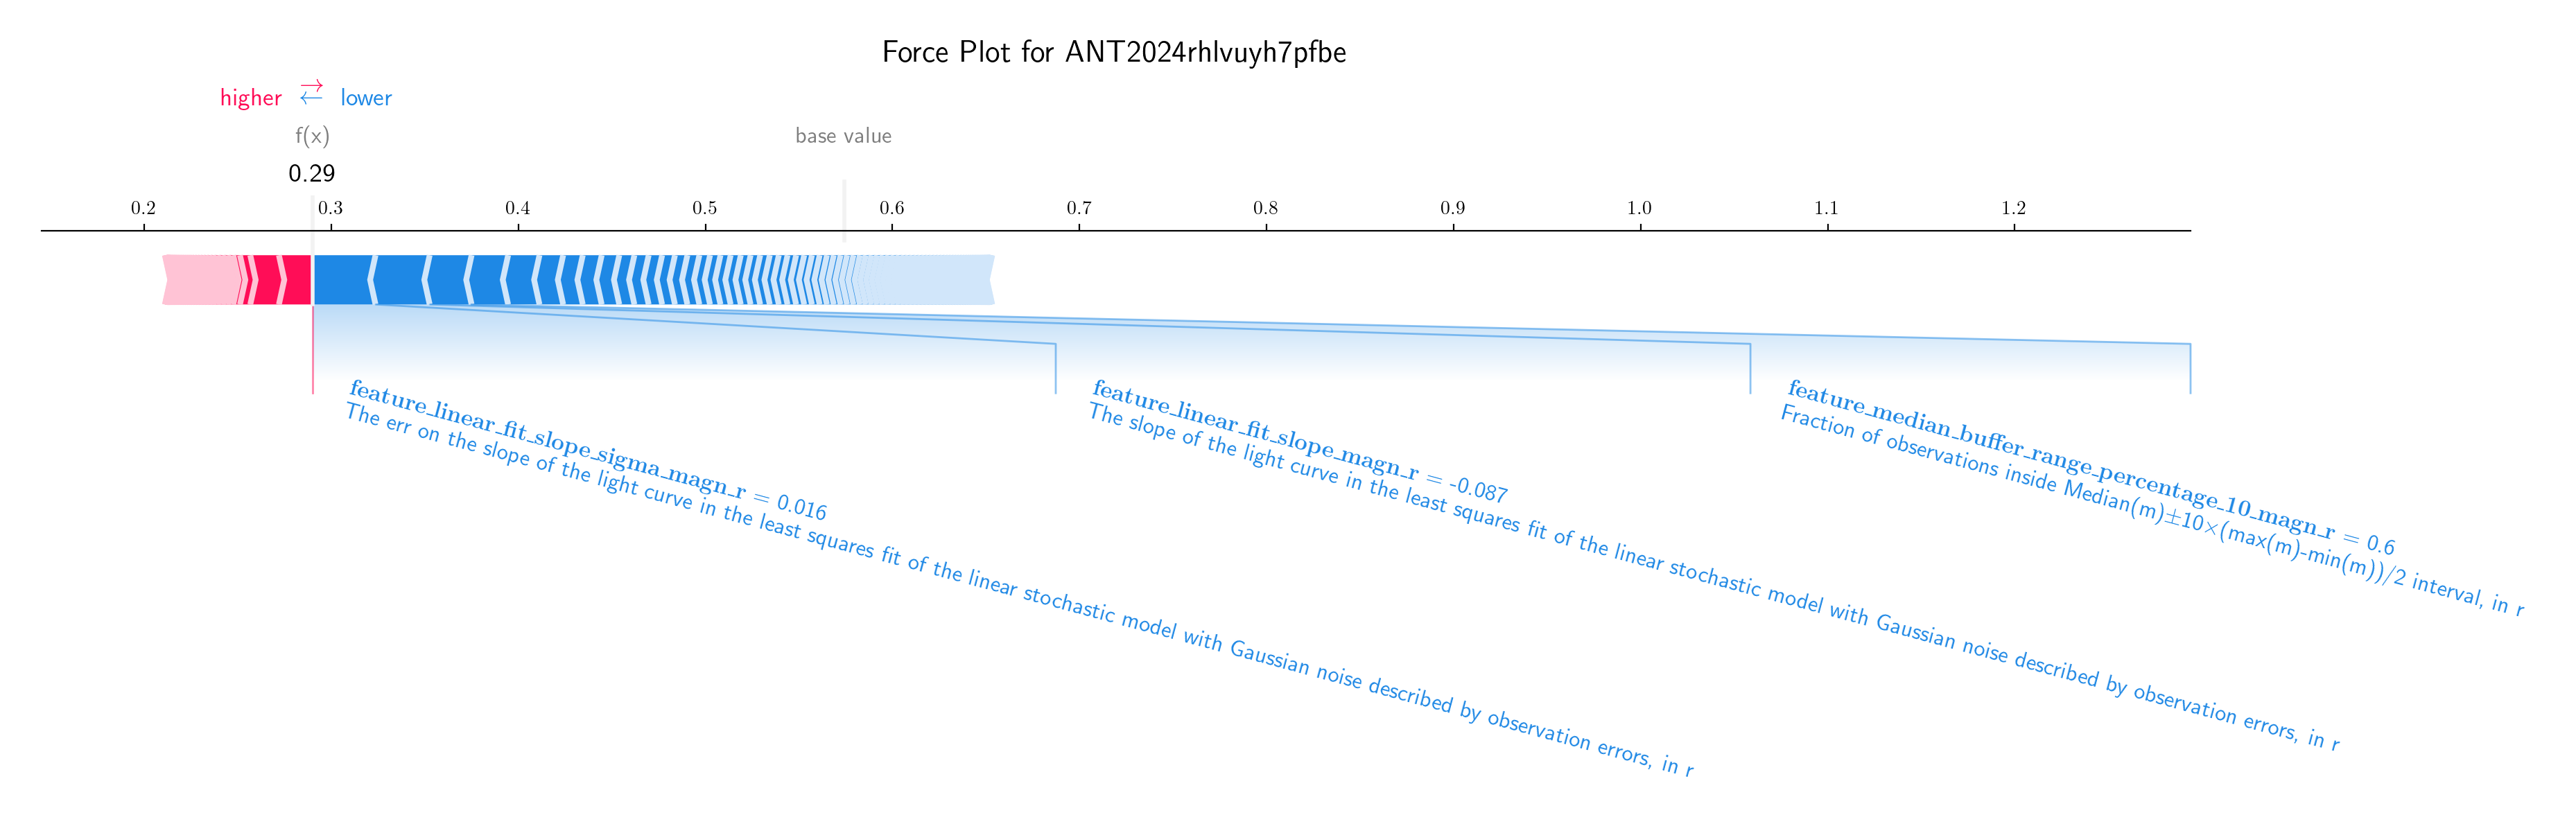 Force Plot for ANT2024rhlvuyh7pfbe
higher ⇄ lower
f(x)
base value
0.29
0.2 0.3 0.4 0.5 0.6 0.7 0.8 0.9 1.0 1.1 1.2
feature_linear_fit_slope_sigma_magn_r = 0.016
The err on the slope of the light curve in the least squares fit of the linear stochastic model with Gaussian noise described by observation errors, in r
feature_linear_fit_slope_magn_r = -0.087
The slope of the light curve in the least squares fit of the linear stochastic model with Gaussian noise described by observation errors, in r
feature_median_buffer_range_percentage_10_magn_r = 0.6
Fraction of observations inside Median(m)±10×(max(m)-min(m))/2 interval, in r